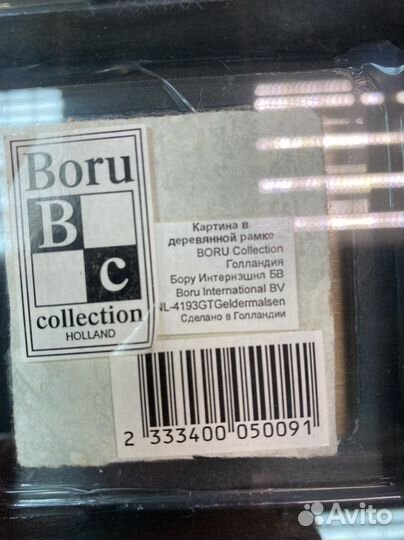 Boru
B
c
collection
HOLLAND
Картина в
деревянной рамке
BORU Collection
Голландия
Бору Интернэшнл БВ
Boru International BV
NL-4193GTGeldermalsen
Сделано в Голландии
2 333400 050091
Avito